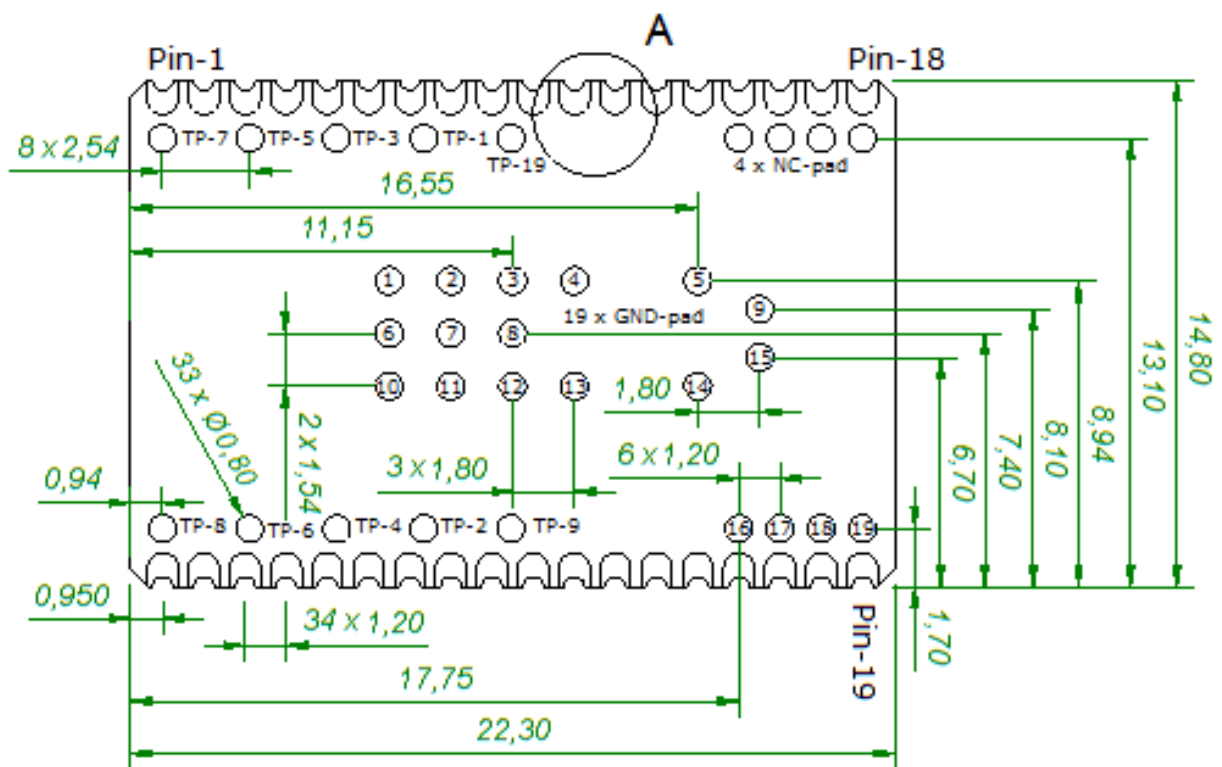 A
Pin-1
Pin-18
TP-7
TP-5
TP-3
TP-1
TP-19
4 x NC-pad
8 x 2,54
16,55
11,15
1
2
3
4
5
19 x GND-pad
9
6
7
8
15
10
11
12
13
14
33 x Ø0,80
2 x 1,54
1,80
3 x 1,80
6 x 1,20
6,70
7,40
8,10
8,94
13,10
14,80
0,94
TP-8
TP-6
TP-4
TP-2
TP-9
16
17
18
19
0,950
34 x 1,20
Pin-19
1,70
17,75
22,30